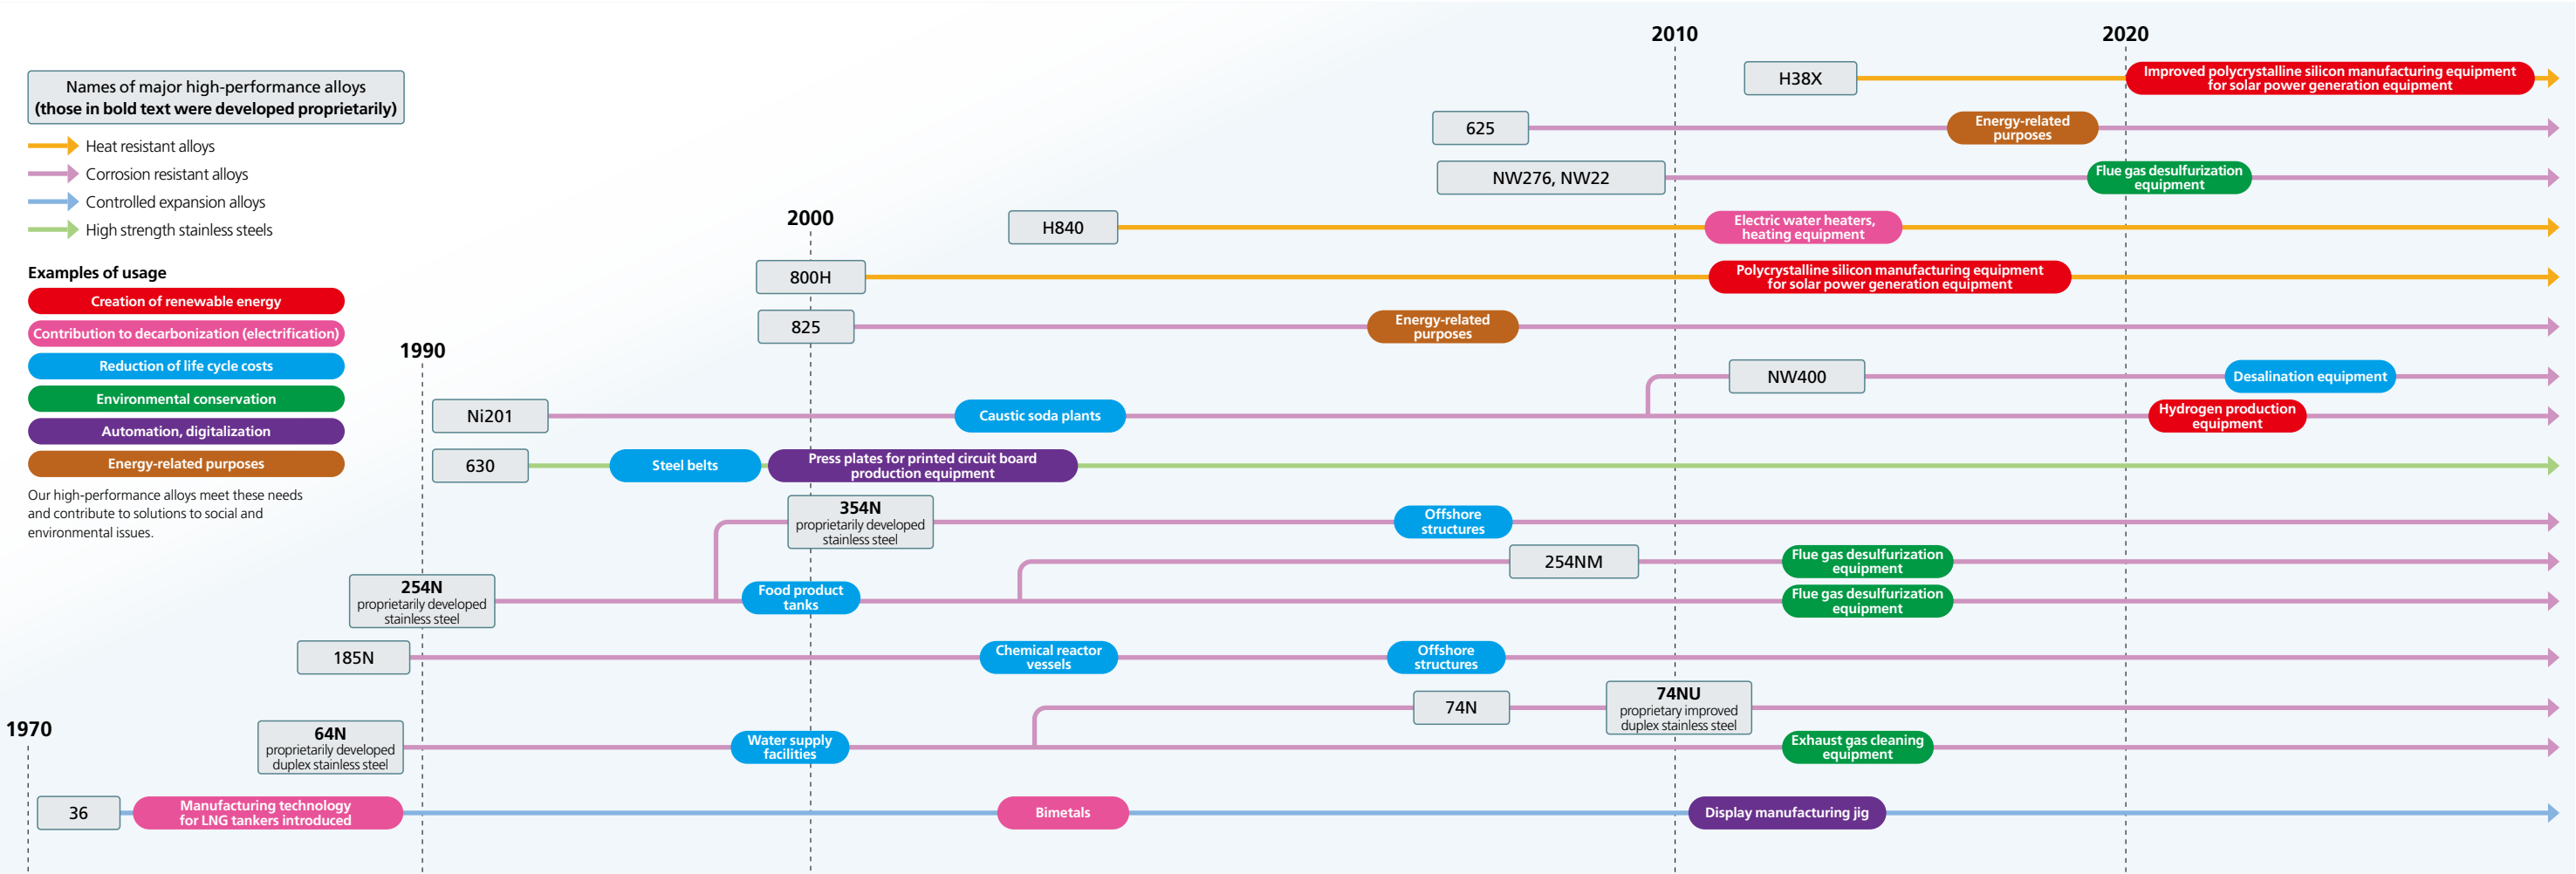 Names of major high-performance alloys
(those in bold text were developed proprietarily)
Heat resistant alloys
Corrosion resistant alloys
Controlled expansion alloys
High strength stainless steels
Examples of usage
Creation of renewable energy
Contribution to decarbonization (electrification)
Reduction of life cycle costs
Environmental conservation
Automation, digitalization
Energy-related purposes
Our high-performance alloys meet these needs
and contribute to solutions to social and
environmental issues.
1970
1990
2000
2010
2020
H38X
Improved polycrystalline silicon manufacturing equipment
for solar power generation equipment
625
Energy-related
purposes
NW276, NW22
Flue gas desulfurization
equipment
H840
Electric water heaters,
heating equipment
800H
Polycrystalline silicon manufacturing equipment
for solar power generation equipment
825
Energy-related
purposes
NW400
Desalination equipment
Ni201
Caustic soda plants
Hydrogen production
equipment
630
Steel belts
Press plates for printed circuit board
production equipment
354N
proprietarily developed
stainless steel
Offshore
structures
254NM
Flue gas desulfurization
equipment
254N
proprietarily developed
stainless steel
Food product
tanks
Flue gas desulfurization
equipment
185N
Chemical reactor
vessels
Offshore
structures
74N
74NU
proprietary improved
duplex stainless steel
64N
proprietarily developed
duplex stainless steel
Water supply
facilities
Exhaust gas cleaning
equipment
36
Manufacturing technology
for LNG tankers introduced
Bimetals
Display manufacturing jig